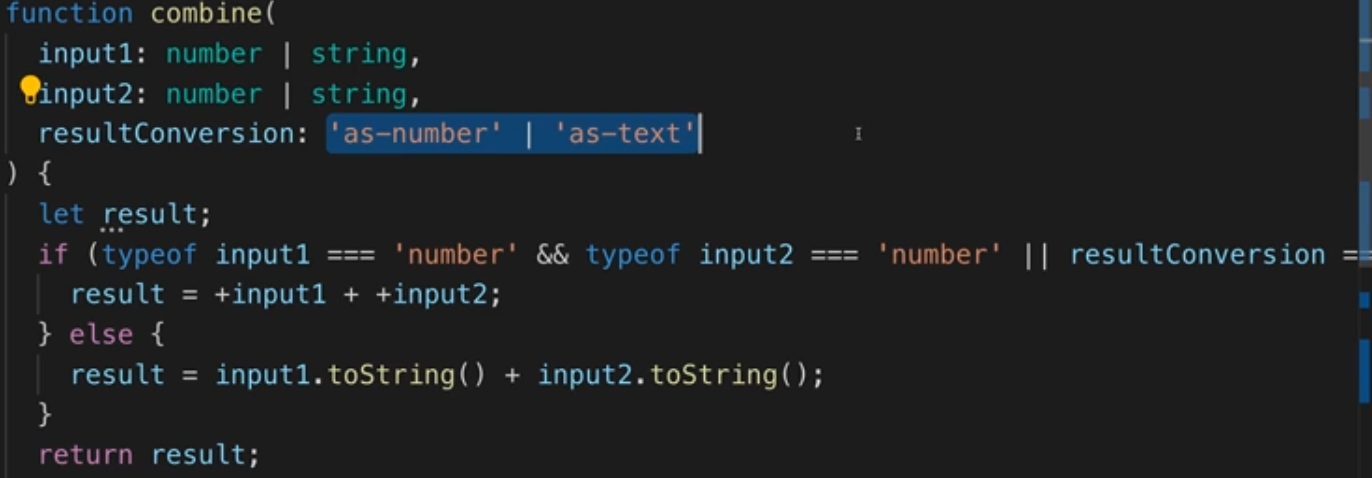 function combine(
input1: number | string,
input2: number | string,
resultConversion: 'as-number' | 'as-text'
) {
let result;
if (typeof input1 === 'number' && typeof input2 === 'number' || resultConversion ==
result = +input1 + +input2;
} else {
result = input1.toString() + input2.toString();
}
return result;